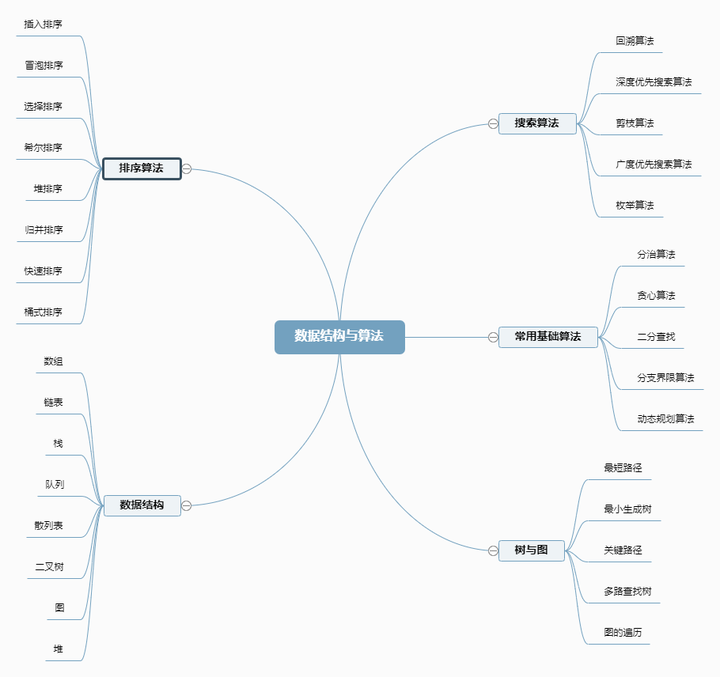 数据结构与算法
排序算法
插入排序
冒泡排序
选择排序
希尔排序
堆排序
归并排序
快速排序
桶式排序
数据结构
数组
链表
栈
队列
散列表
二叉树
图
堆
搜索算法
回溯算法
深度优先搜索算法
剪枝算法
广度优先搜索算法
枚举算法
常用基础算法
分治算法
贪心算法
二分查找
分支界限算法
动态规划算法
树与图
最短路径
最小生成树
关键路径
多路查找树
图的遍历